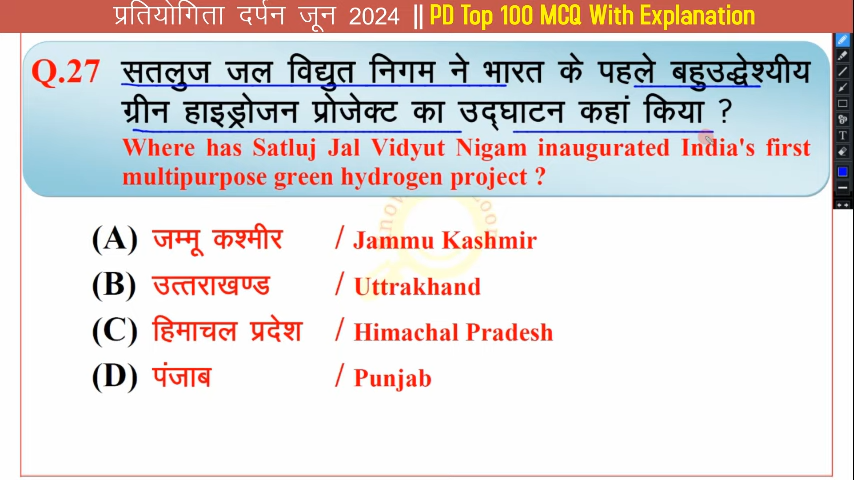 प्रतियोगिता दर्पन जून 2024 || PD Top 100 MCQ With Explanation
Q.27 सतलुज जल विद्युत निगम ने भारत के पहले बहुउद्धेश्यीय
ग्रीन हाइड्रोजन प्रोजेक्ट का उद्घाटन कहां किया ?
Where has Satluj Jal Vidyut Nigam inaugurated India's first
multipurpose green hydrogen project ?
(A) जम्मू कश्मीर / Jammu Kashmir
(B) उत्तराखण्ड / Uttrakhand
(C) हिमाचल प्रदेश / Himachal Pradesh
(D) पंजाब / Punjab